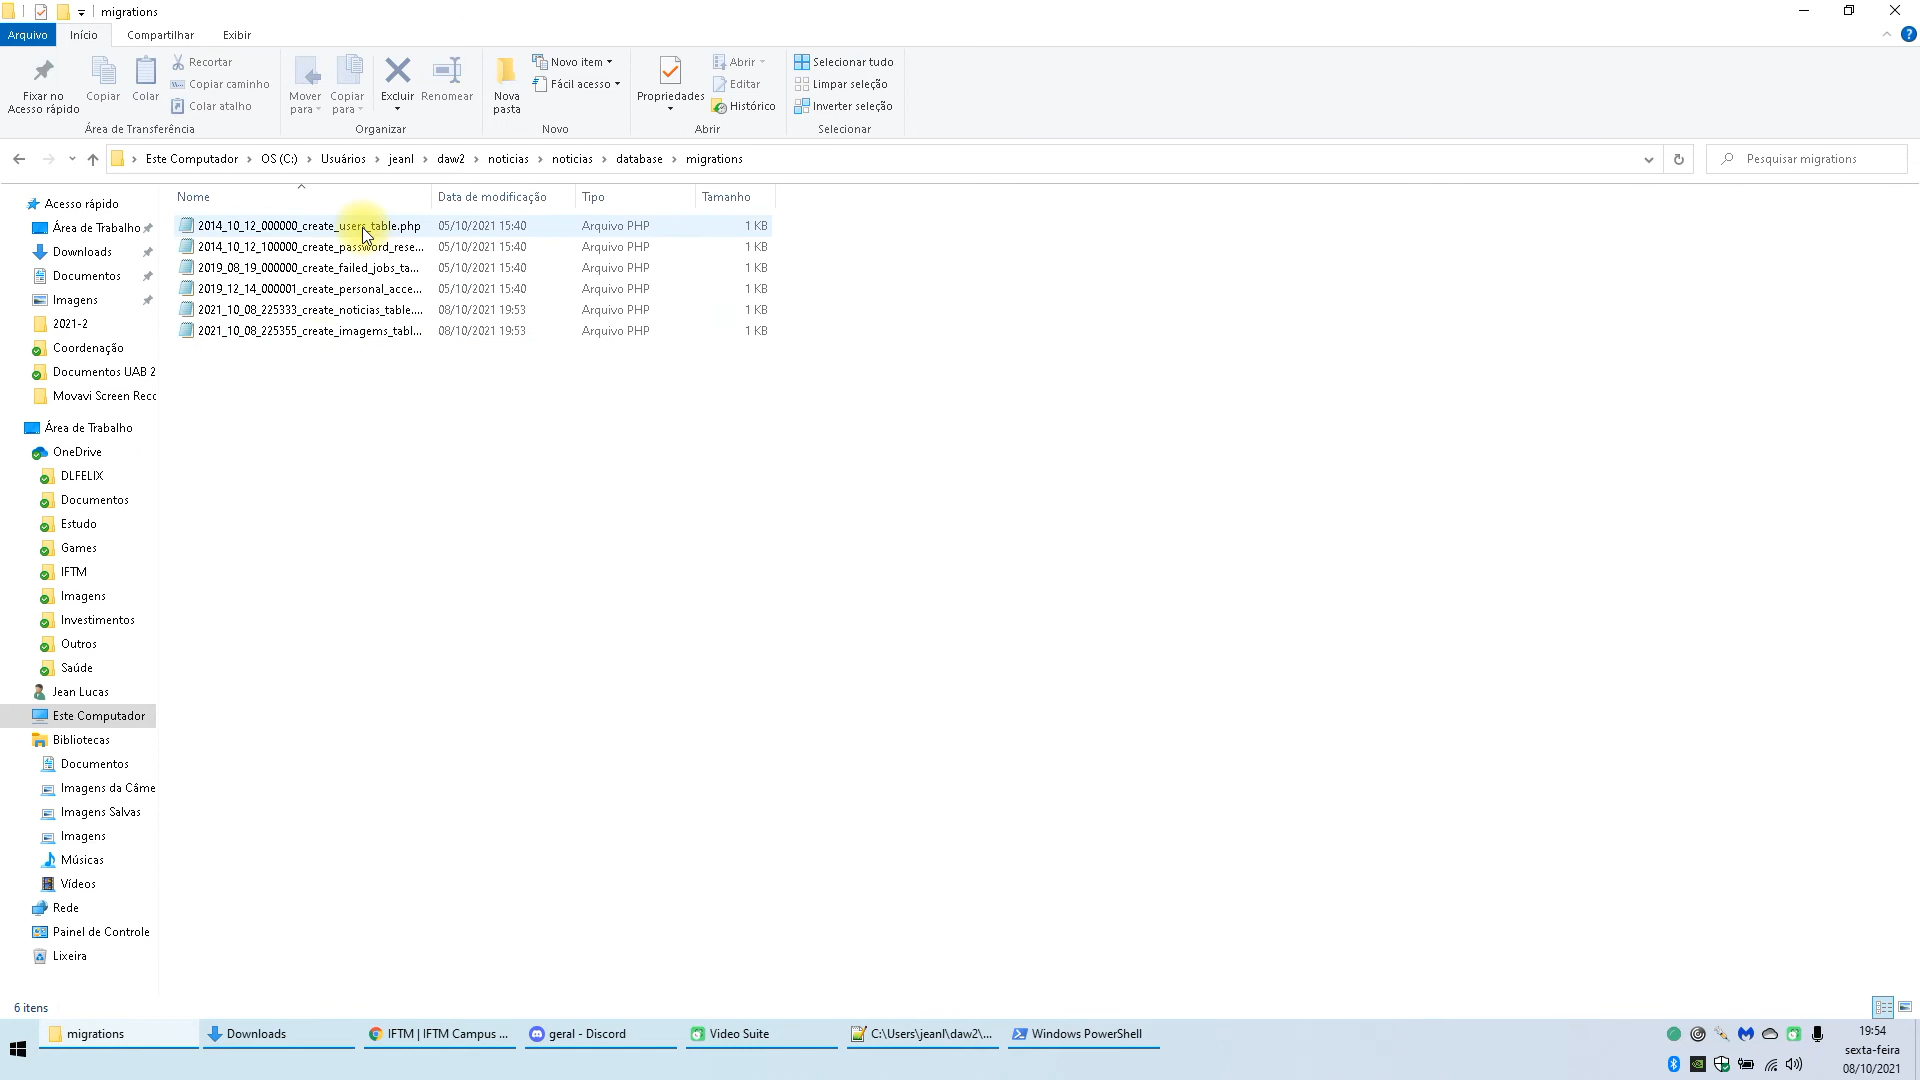 migrations
Arquivo
Início
Compartilhar
Exibir
Fixar no
Acesso rápido
Copiar
Colar
Recortar
Copiar caminho
Colar atalho
Área de Transferência
Mover
para
Copiar
para
Excluir
Renomear
Organizar
Nova
pasta
Novo item
Fácil acesso
Novo
Propriedades
Abrir
Editar
Histórico
Abrir
Selecionar tudo
Limpar seleção
Inverter seleção
Selecionar
Este Computador > OS (C:) > Usuários > jeanl > daw2 > noticias > noticias > database > migrations
Pesquisar migrations
Nome Data de modificação Tipo Tamanho
2014_10_12_000000_create_users_table.php 05/10/2021 15:40 Arquivo PHP 1 KB
2014_10_12_100000_create_password_rese... 05/10/2021 15:40 Arquivo PHP 1 KB
2019_08_19_000000_create_failed_jobs_ta... 05/10/2021 15:40 Arquivo PHP 1 KB
2019_12_14_000001_create_personal_acce... 05/10/2021 15:40 Arquivo PHP 1 KB
2021_10_08_225333_create_noticias_table.... 08/10/2021 19:53 Arquivo PHP 1 KB
2021_10_08_225355_create_imagems_tabl... 08/10/2021 19:53 Arquivo PHP 1 KB
Acesso rápido
Área de Trabalho
Downloads
Documentos
Imagens
2021-2
Coordenação
Documentos UAB 2
Movavi Screen Recc
Área de Trabalho
OneDrive
DLFELIX
Documentos
Estudo
Games
IFTM
Imagens
Investimentos
Outros
Saúde
Jean Lucas
Este Computador
Bibliotecas
Documentos
Imagens da Câme
Imagens Salvas
Imagens
Músicas
Vídeos
Rede
Painel de Controle
Lixeira
6 itens
migrations
Downloads
IFTM | IFTM Campus ...
geral - Discord
Video Suite
C:\Users\jeanl\daw2\...
Windows PowerShell
19:54
sexta-feira
08/10/2021